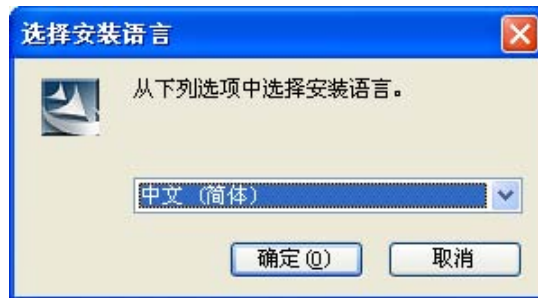 选择安装语言
从下列选项中选择安装语言。
中文 (简体)
确定(O)
取消